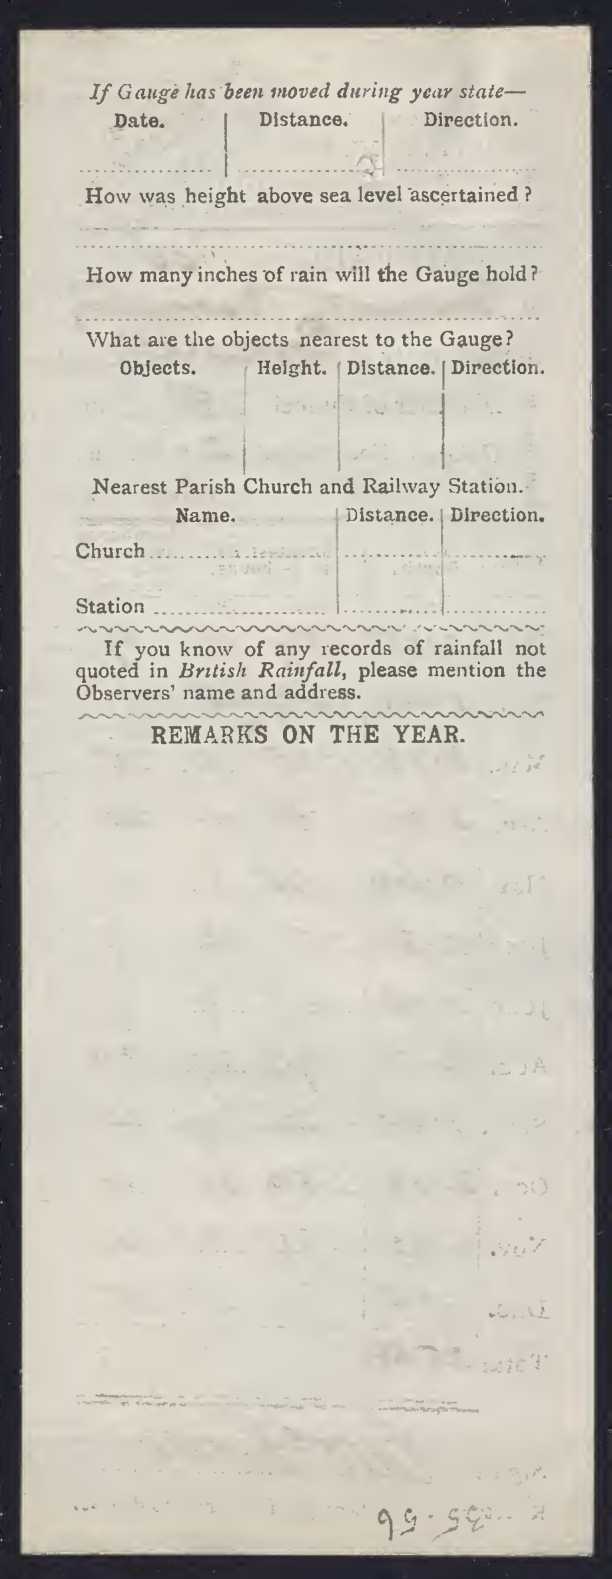 If Gauge has been moved during year state—
Date. Distance. Direction.
How was height above sea level ascertained?
How many inches of rain will the Gauge hold?
What are the objects nearest to the Gauge?
Objects. Height. Distance. Direction.
Nearest Parish Church and Railway Station.
Name. Distance. Direction.
Church
Station
If you know of any records of rainfall not
quoted in British Rainfall, please mention the
Observers' name and address.
REMARKS ON THE YEAR.